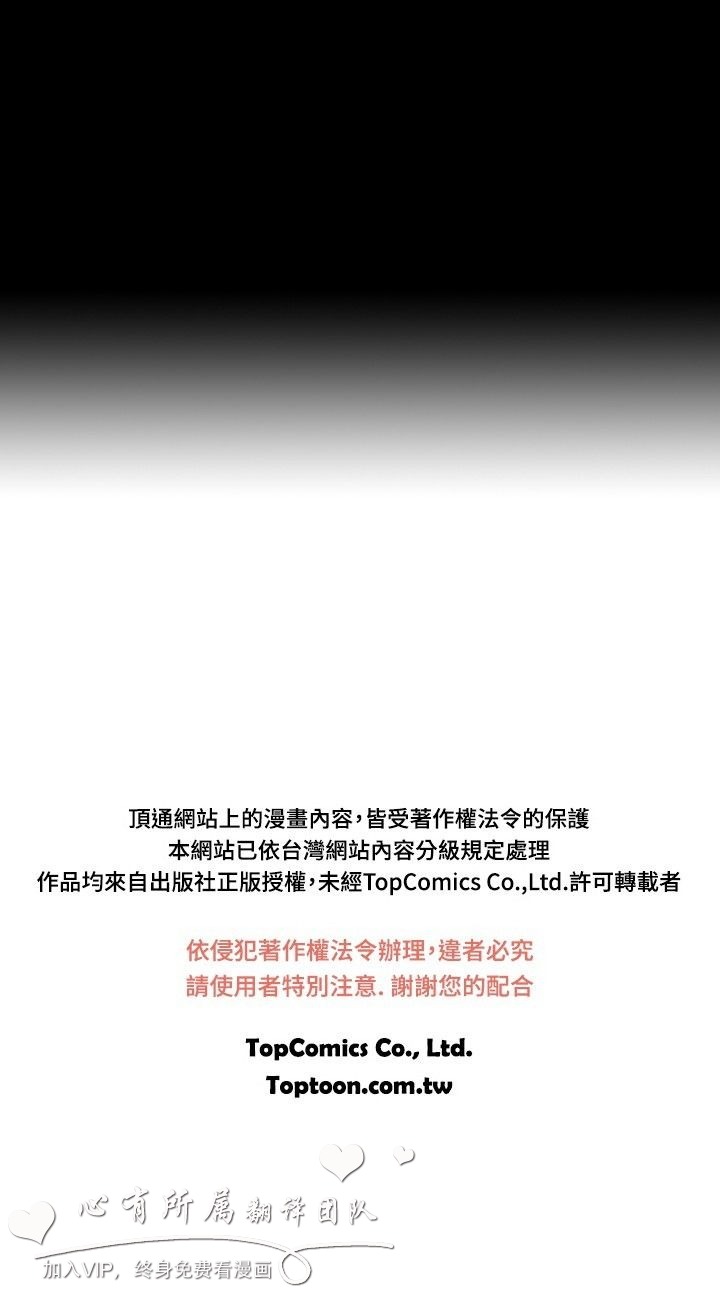 頂通網站上的漫畫內容，皆受著作權法令的保護
本網站已依台灣網站內容分級規定處理
作品均來自出版社正版授權，未經TopComics Co.,Ltd.許可轉載者
依侵犯著作權法令辦理，違者必究
請使用者特別注意. 謝謝您的配合
TopComics Co., Ltd.
Toptoon.com.tw
心有所属翻译团队
加入VIP，终身免费看漫画